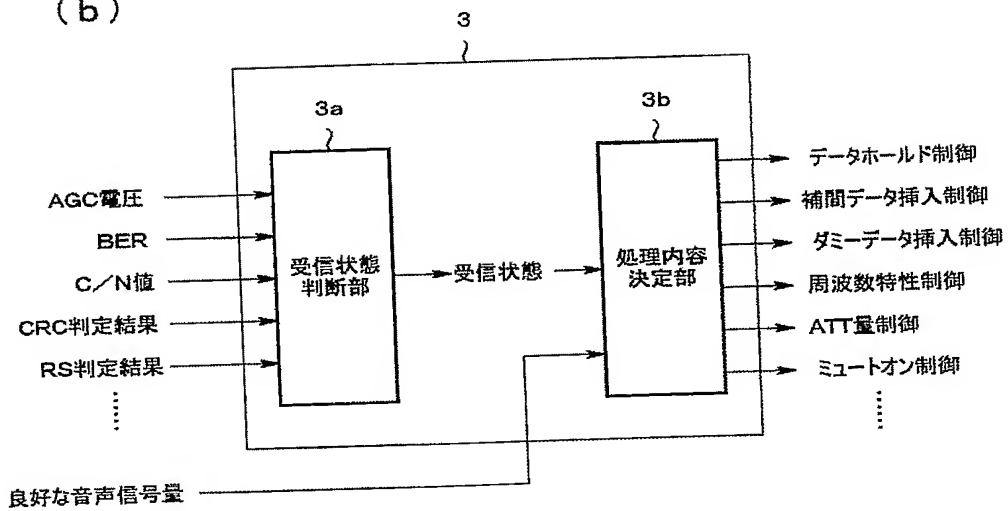 (b)
3
3a
3b
AGC電圧
BER
C/N値
CRC判定結果
RS判定結果
受信状態
判断部
受信状態
処理内容
決定部
データホールド制御
補間データ挿入制御
ダミーデータ挿入制御
周波数特性制御
ATT量制御
ミュートオン制御
良好な音声信号量